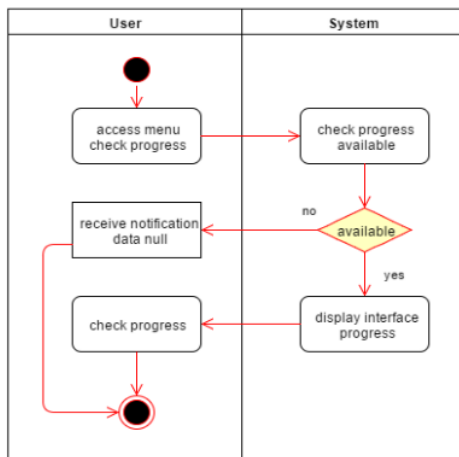 User
System
access menu
check progress
check progress
available
no
available
receive notification
data null
yes
check progress
display interface
progress